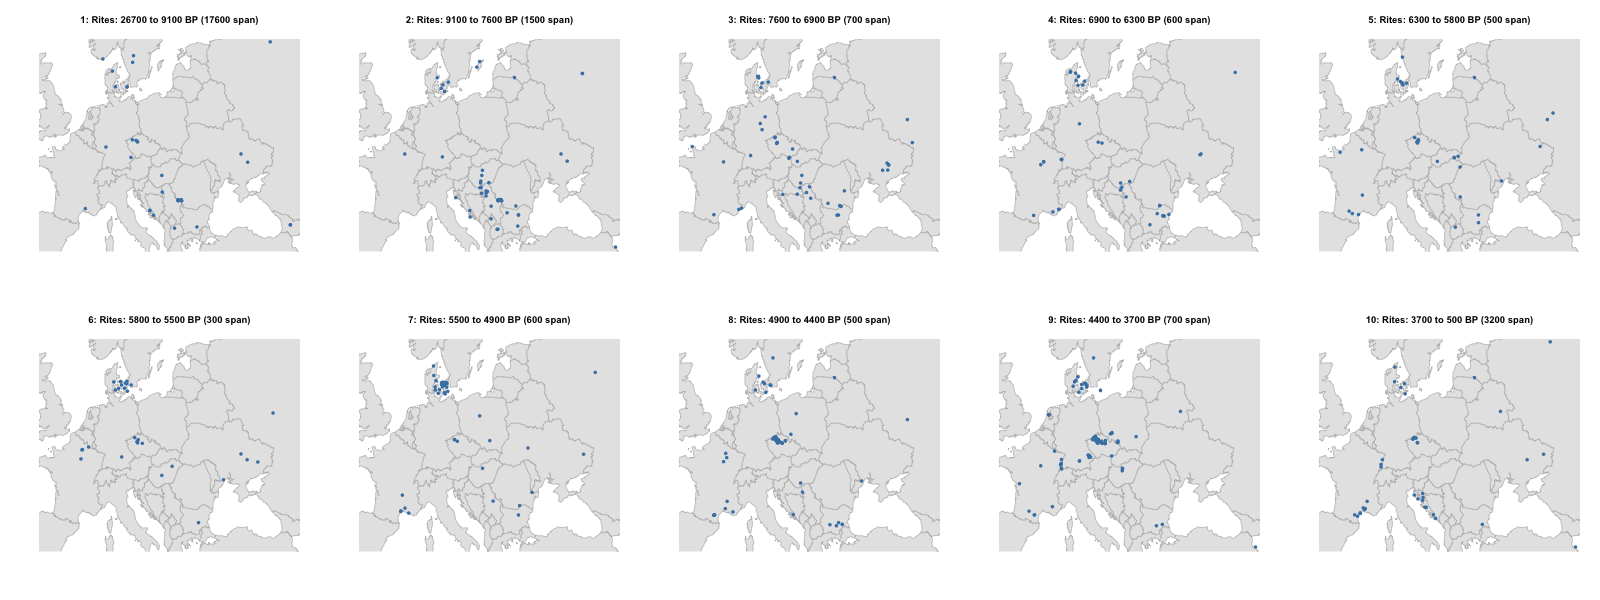 1: Rites: 26700 to 9100 BP (17600 span)
2: Rites: 9100 to 7600 BP (1500 span)
3: Rites: 7600 to 6900 BP (700 span)
4: Rites: 6900 to 6300 BP (600 span)
5: Rites: 6300 to 5800 BP (500 span)
6: Rites: 5800 to 5500 BP (300 span)
7: Rites: 5500 to 4900 BP (600 span)
8: Rites: 4900 to 4400 BP (500 span)
9: Rites: 4400 to 3700 BP (700 span)
10: Rites: 3700 to 500 BP (3200 span)